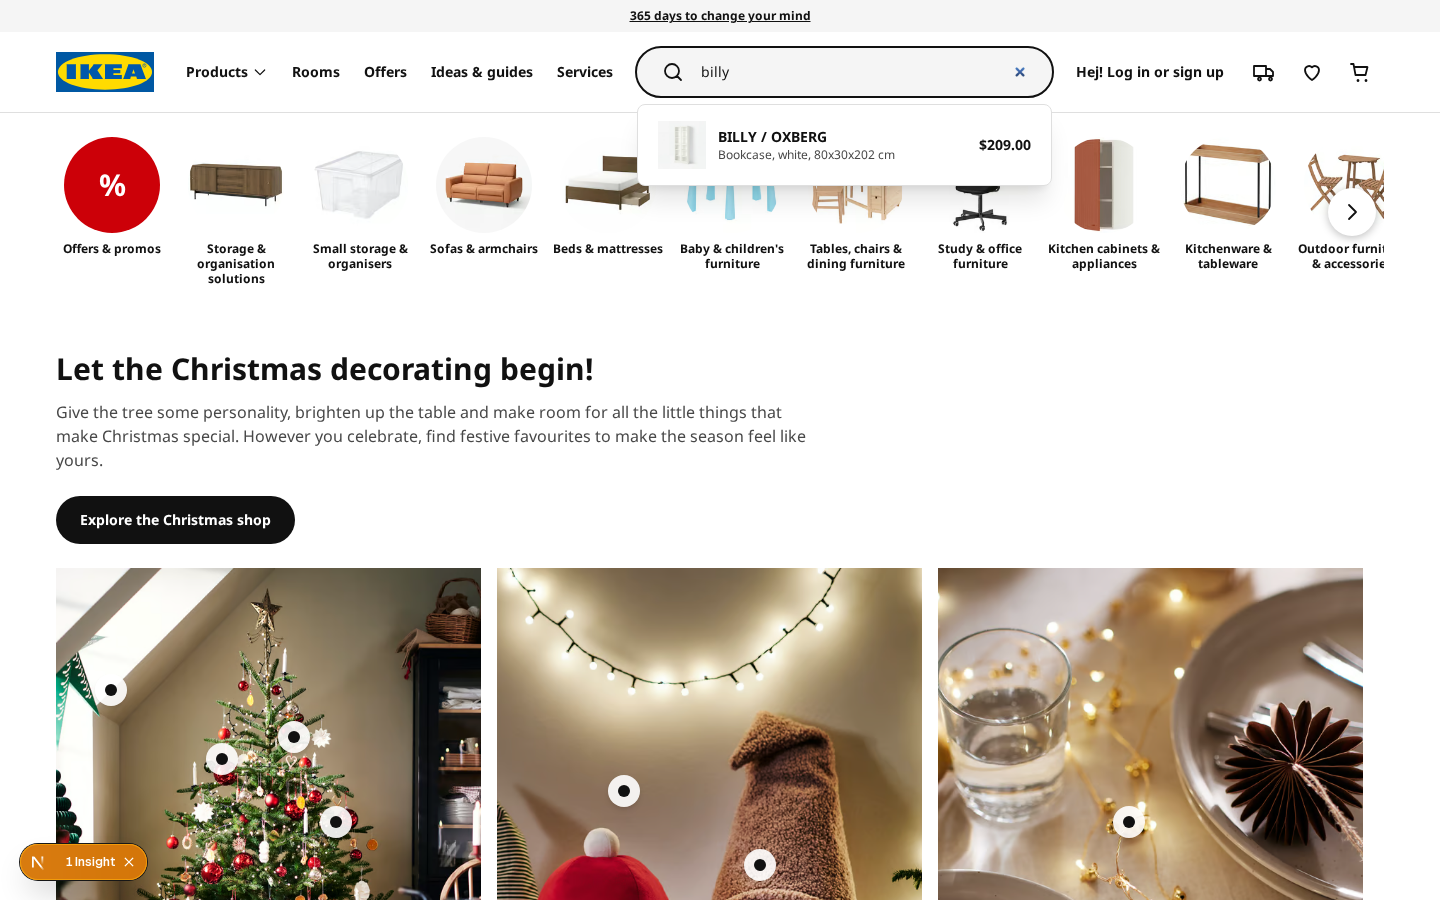 365 days to change your mind
IKEA
Products
Rooms
Offers
Ideas & guides
Services
billy
Hej! Log in or sign up
BILLY / OXBERG
Bookcase, white, 80x30x202 cm
$209.00
%
Offers & promos
Storage &
organisation
solutions
Small storage &
organisers
Sofas & armchairs
Beds & mattresses
Baby & children's
furniture
Tables, chairs &
dining furniture
Study & office
furniture
Kitchen cabinets &
appliances
Kitchenware &
tableware
Outdoor furnit
& accessorie
Let the Christmas decorating begin!
Give the tree some personality, brighten up the table and make room for all the little things that
make Christmas special. However you celebrate, find festive favourites to make the season feel like
yours.
Explore the Christmas shop
N
1 Insight